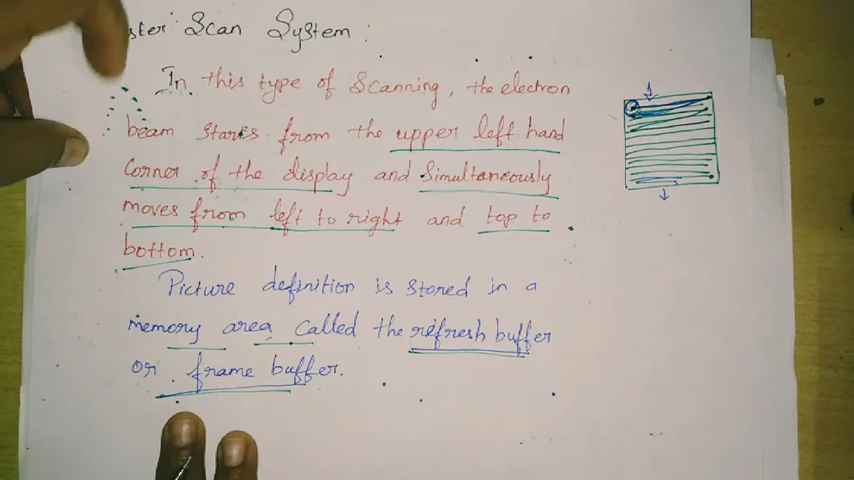 ster Scan System :
In this type of Scanning, the electron
beam stars from the upper left hand
Corner of the display and Simultaneously
moves from left to right and top to
bottom.
Picture definition is stored in a
memory area called the refresh buffer
or frame buffer.